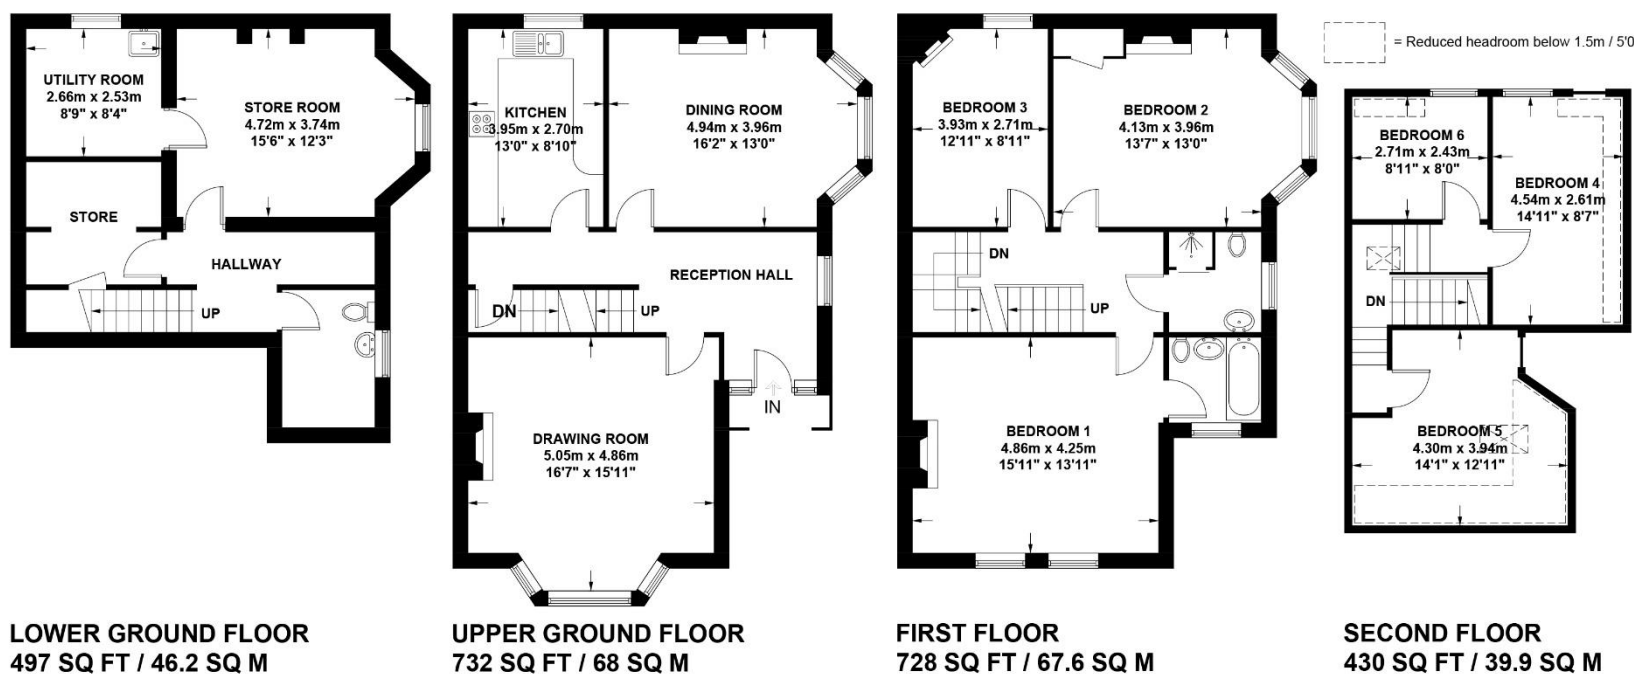 UTILITY ROOM
2.66m x 2.53m
8'9" x 8'4"
STORE ROOM
4.72m x 3.74m
15'6" x 12'3"
STORE
HALLWAY
UP
LOWER GROUND FLOOR
497 SQ FT / 46.2 SQ M
KITCHEN
3.95m x 2.70m
13'0" x 8'10"
DINING ROOM
4.94m x 3.96m
16'2" x 13'0"
RECEPTION HALL
DN
UP
IN
DRAWING ROOM
5.05m x 4.86m
16'7" x 15'11"
UPPER GROUND FLOOR
732 SQ FT / 68 SQ M
BEDROOM 3
3.93m x 2.71m
12'11" x 8'11"
BEDROOM 2
4.13m x 3.96m
13'7" x 13'0"
DN
UP
BEDROOM 1
4.86m x 4.25m
15'11" x 13'11"
FIRST FLOOR
728 SQ FT / 67.6 SQ M
= Reduced headroom below 1.5m / 5'0
BEDROOM 6
2.71m x 2.43m
8'11" x 8'0"
BEDROOM 4
4.54m x 2.61m
14'11" x 8'7"
DN
BEDROOM 5
4.30m x 3.94m
14'1" x 12'11"
SECOND FLOOR
430 SQ FT / 39.9 SQ M